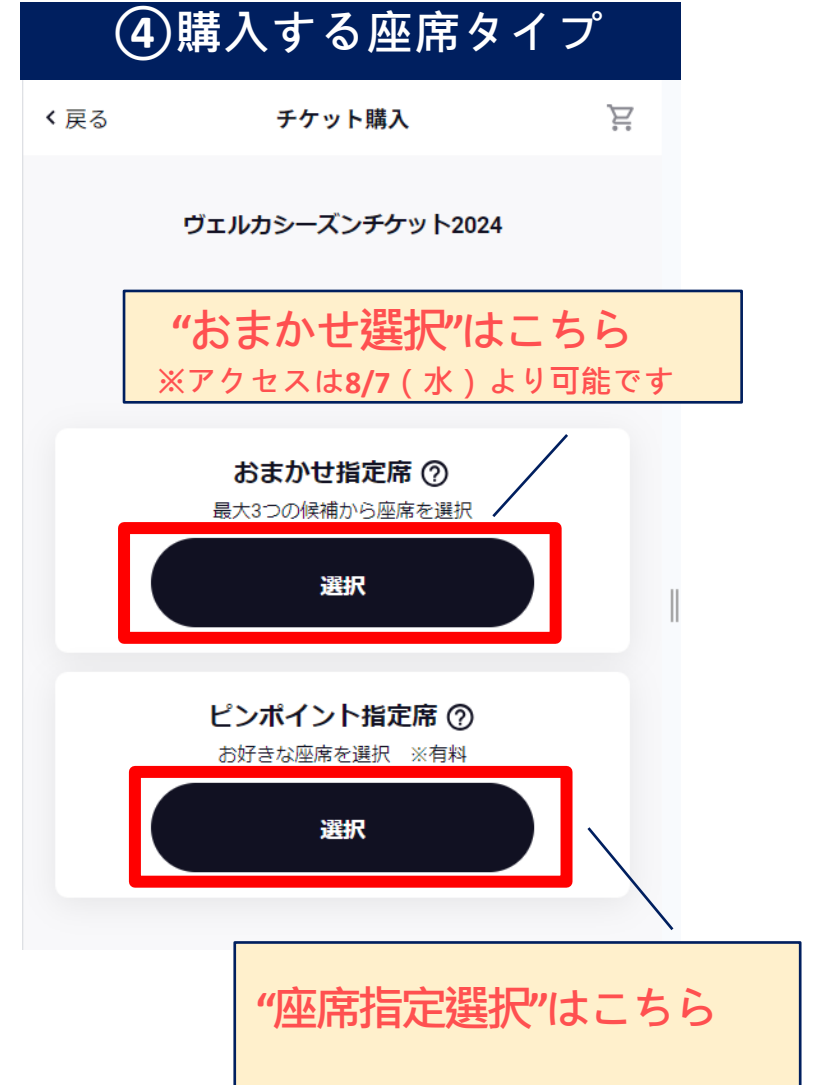 ④購入する座席タイプ
戻る
チケット購入
ヴェルカシーズンチケット2024
“おまかせ選択”はこちら
※アクセスは8/7（水）より可能です
おまかせ指定席 ?
最大3つの候補から座席を選択
選択
ピンポイント指定席 ?
お好きな座席を選択　※有料
選択
“座席指定選択”はこちら